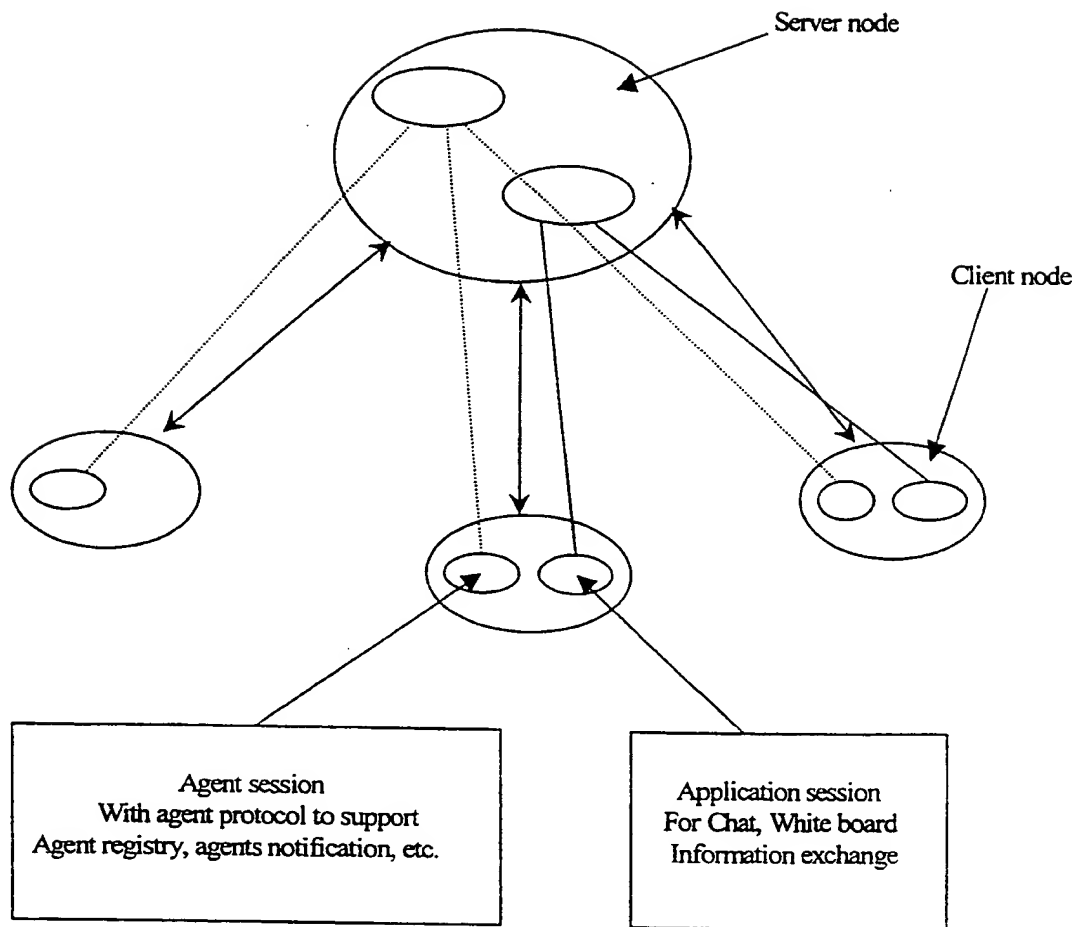 Server node
Client node
Agent session
With agent protocol to support
Agent registry, agents notification, etc.
Application session
For Chat, White board
Information exchange